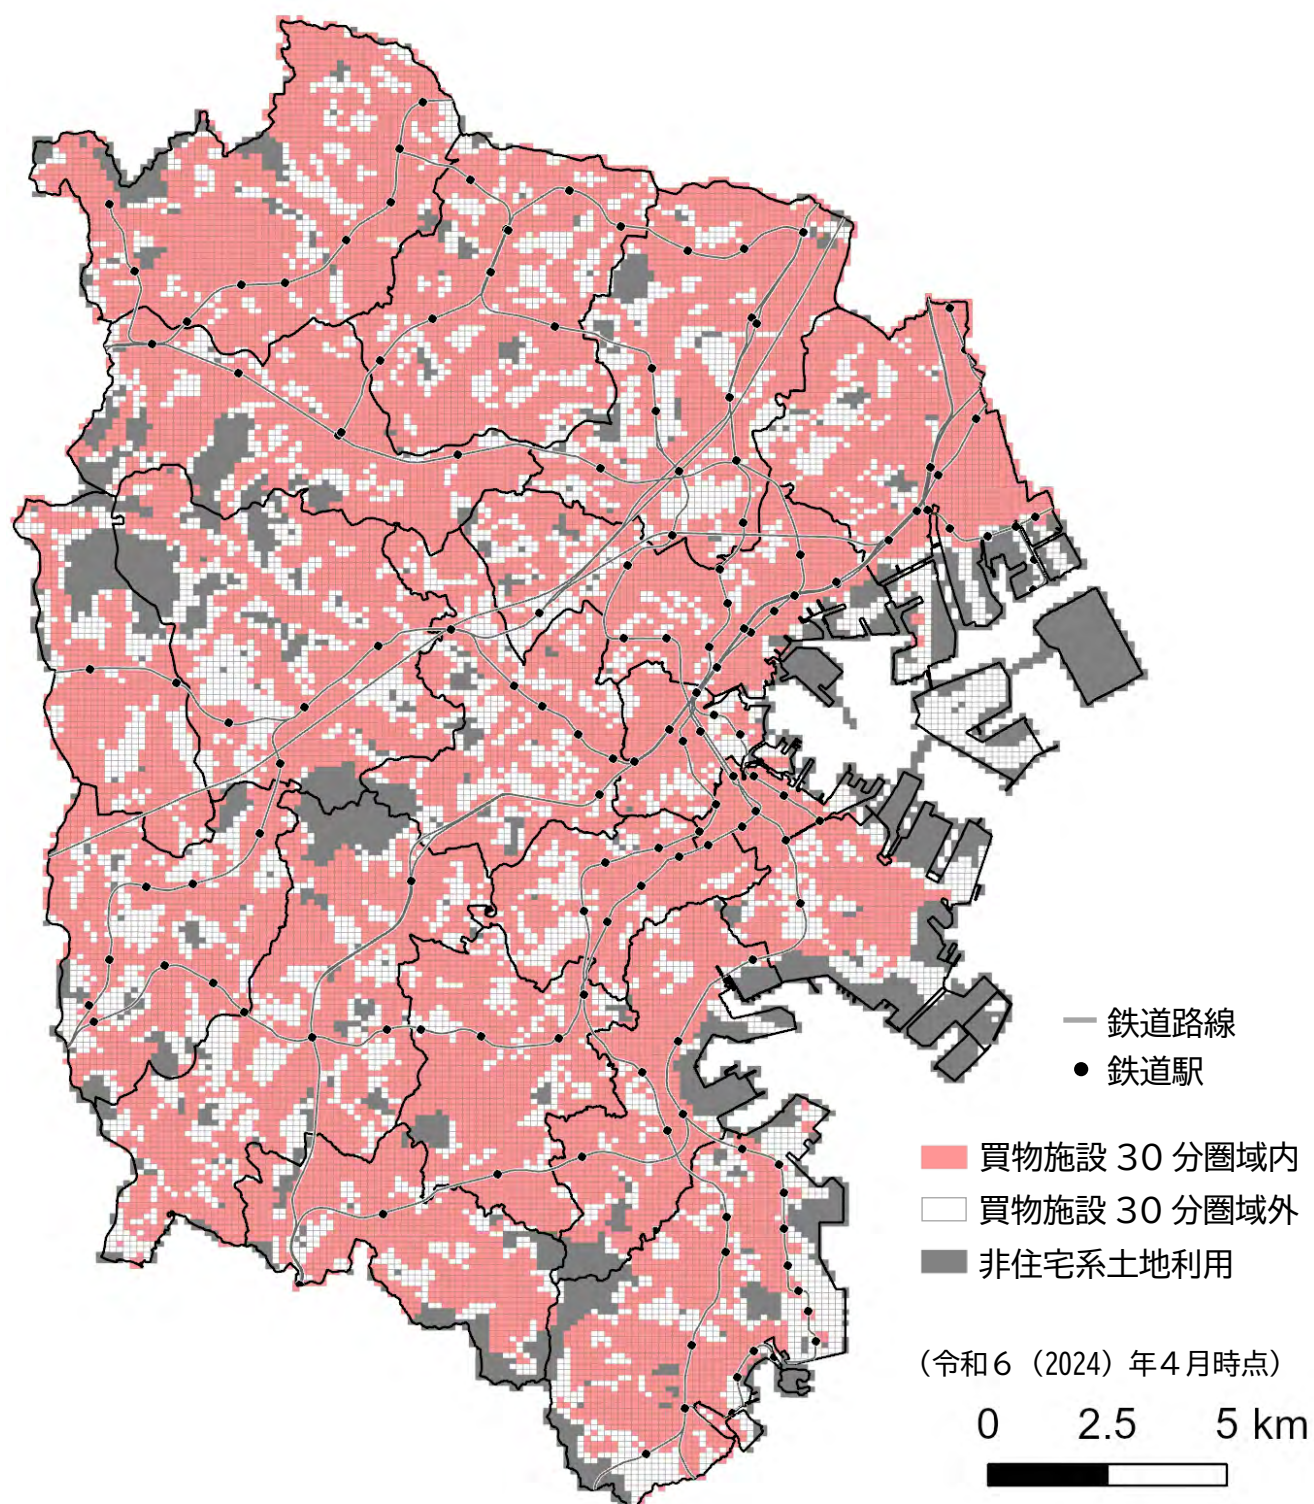 鉄道路線
鉄道駅
買物施設 30 分圏域内
買物施設 30 分圏域外
非住宅系土地利用
（令和６（2024）年４月時点）
0 2.5 5 km